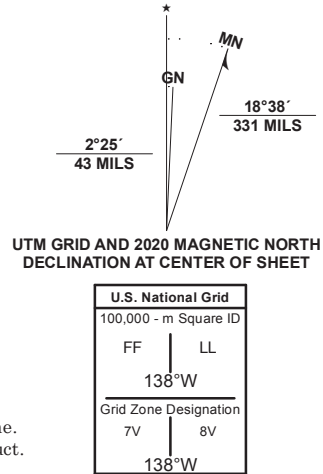 ★
MN
GN
18°38´
331 MILS
2°25´
43 MILS
UTM GRID AND 2020 MAGNETIC NORTH
DECLINATION AT CENTER OF SHEET
U.S. National Grid
100,000 - m Square ID
FF LL
138°W
Grid Zone Designation
7V 8V
138°W